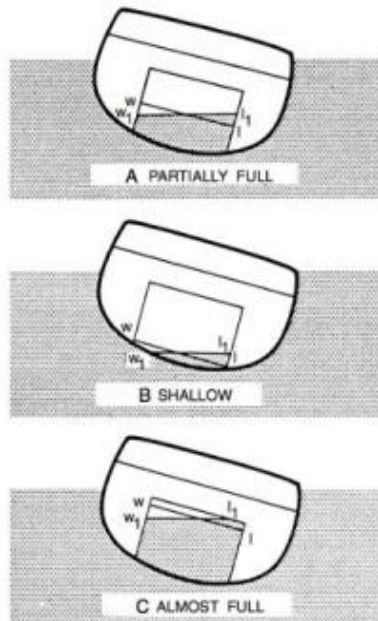 w
w1
l1
l
A PARTIALLY FULL
w
w1
l1
l
B SHALLOW
w
w1
l1
l
C ALMOST FULL